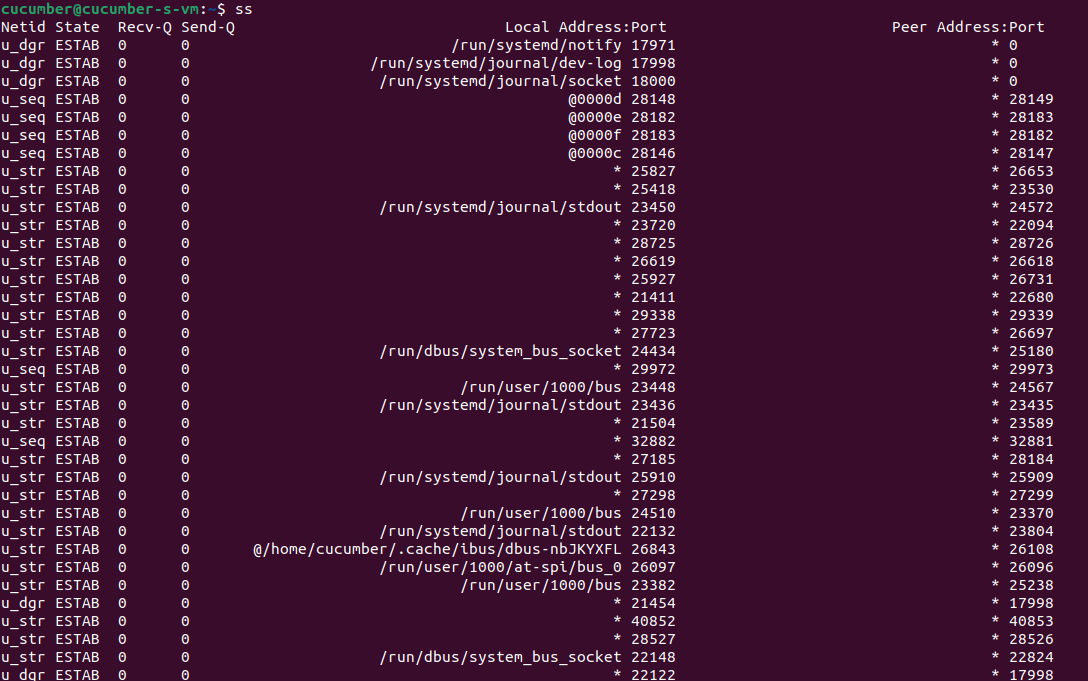 cucumber@cucumber-s-vm:~$ ss
Netid State Recv-Q Send-Q Local Address:Port Peer Address:Port
u_dgr ESTAB 0 0 /run/systemd/notify 17971 * 0
u_dgr ESTAB 0 0 /run/systemd/journal/dev-log 17998 * 0
u_dgr ESTAB 0 0 /run/systemd/journal/socket 18000 * 0
u_seq ESTAB 0 0 @0000d 28148 * 28149
u_seq ESTAB 0 0 @0000e 28182 * 28183
u_seq ESTAB 0 0 @0000f 28183 * 28182
u_seq ESTAB 0 0 @0000c 28146 * 28147
u_str ESTAB 0 0 * 25827 * 26653
u_str ESTAB 0 0 * 25418 * 23530
u_str ESTAB 0 0 /run/systemd/journal/stdout 23450 * 24572
u_str ESTAB 0 0 * 23720 * 22094
u_str ESTAB 0 0 * 28725 * 28726
u_str ESTAB 0 0 * 26619 * 26618
u_str ESTAB 0 0 * 25927 * 26731
u_str ESTAB 0 0 * 21411 * 22680
u_str ESTAB 0 0 * 29338 * 29339
u_str ESTAB 0 0 * 27723 * 26697
u_str ESTAB 0 0 /run/dbus/system_bus_socket 24434 * 25180
u_seq ESTAB 0 0 * 29972 * 29973
u_str ESTAB 0 0 /run/user/1000/bus 23448 * 24567
u_str ESTAB 0 0 /run/systemd/journal/stdout 23436 * 23435
u_str ESTAB 0 0 * 21504 * 23589
u_seq ESTAB 0 0 * 32882 * 32881
u_str ESTAB 0 0 * 27185 * 28184
u_str ESTAB 0 0 /run/systemd/journal/stdout 25910 * 25909
u_str ESTAB 0 0 * 27298 * 27299
u_str ESTAB 0 0 /run/user/1000/bus 24510 * 23370
u_str ESTAB 0 0 /run/systemd/journal/stdout 22132 * 23804
u_str ESTAB 0 0 @/home/cucumber/.cache/ibus/dbus-nbJKYXFL 26843 * 26108
u_str ESTAB 0 0 /run/user/1000/at-spi/bus_0 26097 * 26096
u_str ESTAB 0 0 /run/user/1000/bus 23382 * 25238
u_dgr ESTAB 0 0 * 21454 * 17998
u_str ESTAB 0 0 * 40852 * 40853
u_str ESTAB 0 0 * 28527 * 28526
u_str ESTAB 0 0 /run/dbus/system_bus_socket 22148 * 22824
u_dgr ESTAB 0 0 * 22122 * 17998